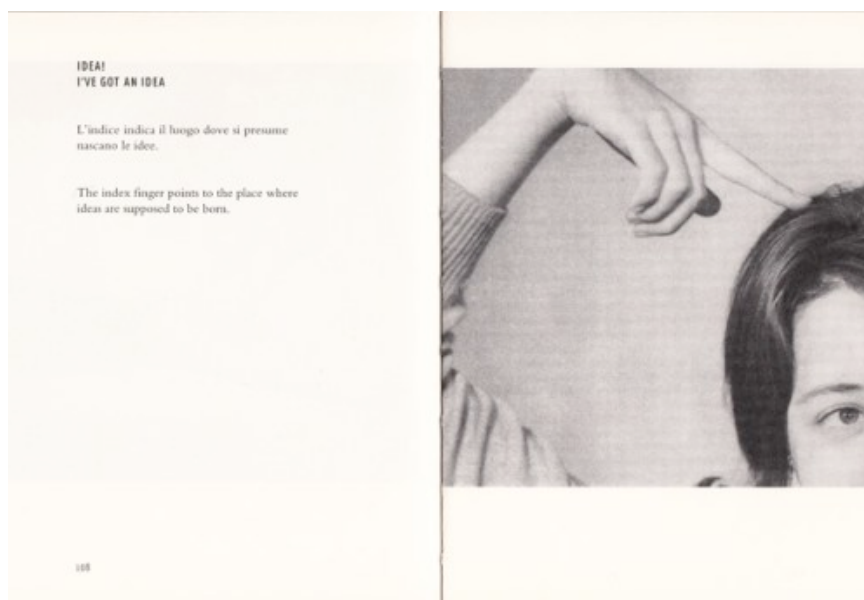 IDEA!
I'VE GOT AN IDEA
L'indice indica il luogo dove si presume
nascano le idee.
The index finger points to the place where
ideas are supposed to be born.
108